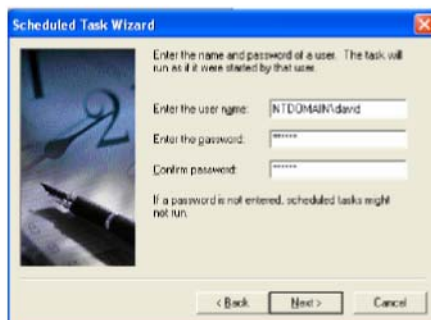 Scheduled Task Wizard
Enter the name and password of a user. The task will
run as if it were started by that user.
Enter the user name:
NTDOMAIN\david
Enter the password:
******
Confirm password:
******
If a password is not entered, scheduled tasks might
not run.
< Back
Next >
Cancel